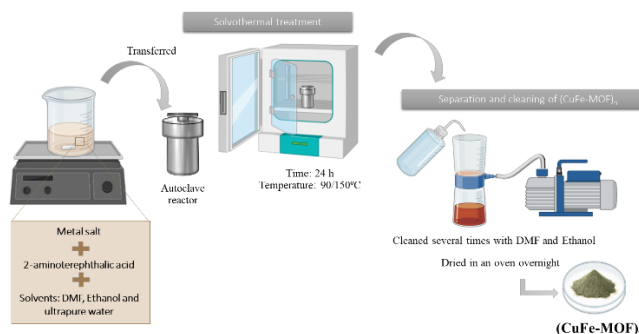 Solvothermal treatment
Transferred
Autoclave
reactor
Time: 24 h
Temperature: 90/150°C
Metal salt
+
2-aminoterephthalic acid
+
Solvents: DMF, Ethanol and
ultrapure water
Separation and cleaning of (CuFe-MOF)n
Cleaned several times with DMF and Ethanol
Dried in an oven overnight
(CuFe-MOF)